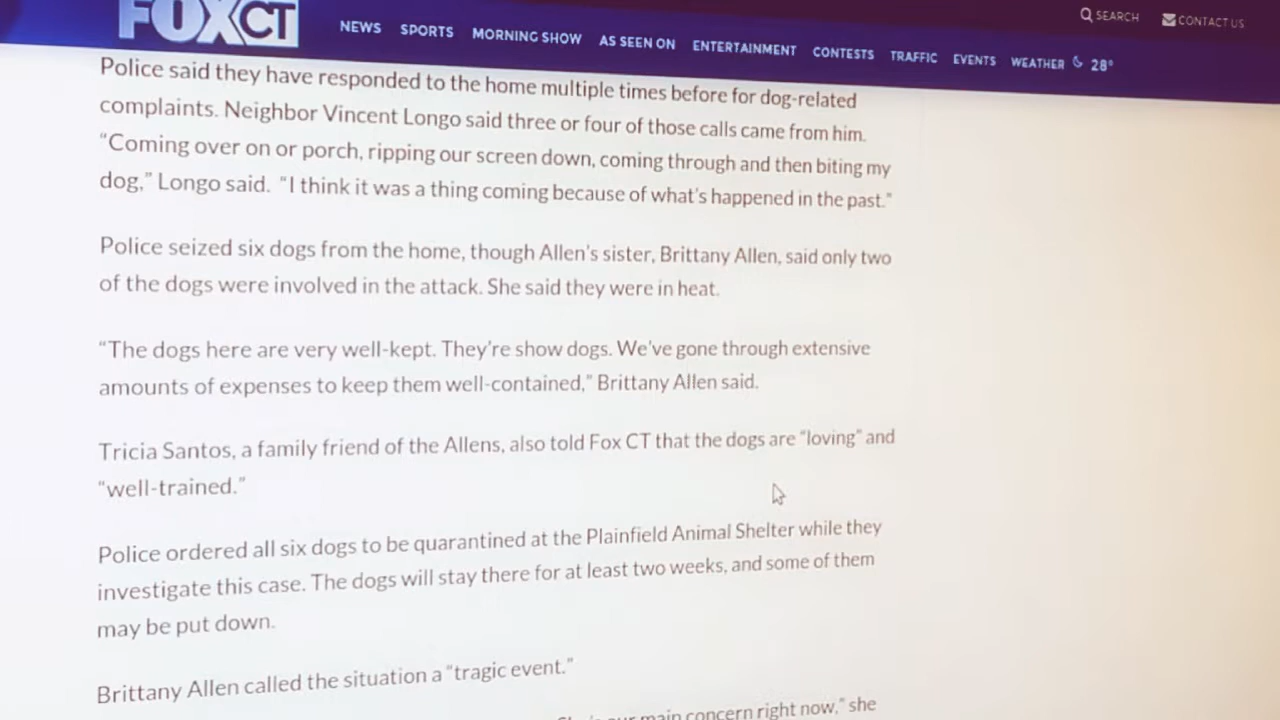 FOXCT
NEWS SPORTS MORNING SHOW AS SEEN ON ENTERTAINMENT CONTESTS TRAFFIC EVENTS WEATHER 28°
SEARCH CONTACT US
Police said they have responded to the home multiple times before for dog-related
complaints. Neighbor Vincent Longo said three or four of those calls came from him.
“Coming over on or porch, ripping our screen down, coming through and then biting my
dog,” Longo said. “I think it was a thing coming because of what’s happened in the past.”
Police seized six dogs from the home, though Allen’s sister, Brittany Allen, said only two
of the dogs were involved in the attack. She said they were in heat.
“The dogs here are very well-kept. They’re show dogs. We’ve gone through extensive
amounts of expenses to keep them well-contained,” Brittany Allen said.
Tricia Santos, a family friend of the Allens, also told Fox CT that the dogs are “loving” and
“well-trained.”
Police ordered all six dogs to be quarantined at the Plainfield Animal Shelter while they
investigate this case. The dogs will stay there for at least two weeks, and some of them
may be put down.
Brittany Allen called the situation a “tragic event.”
our main concern right now,” she